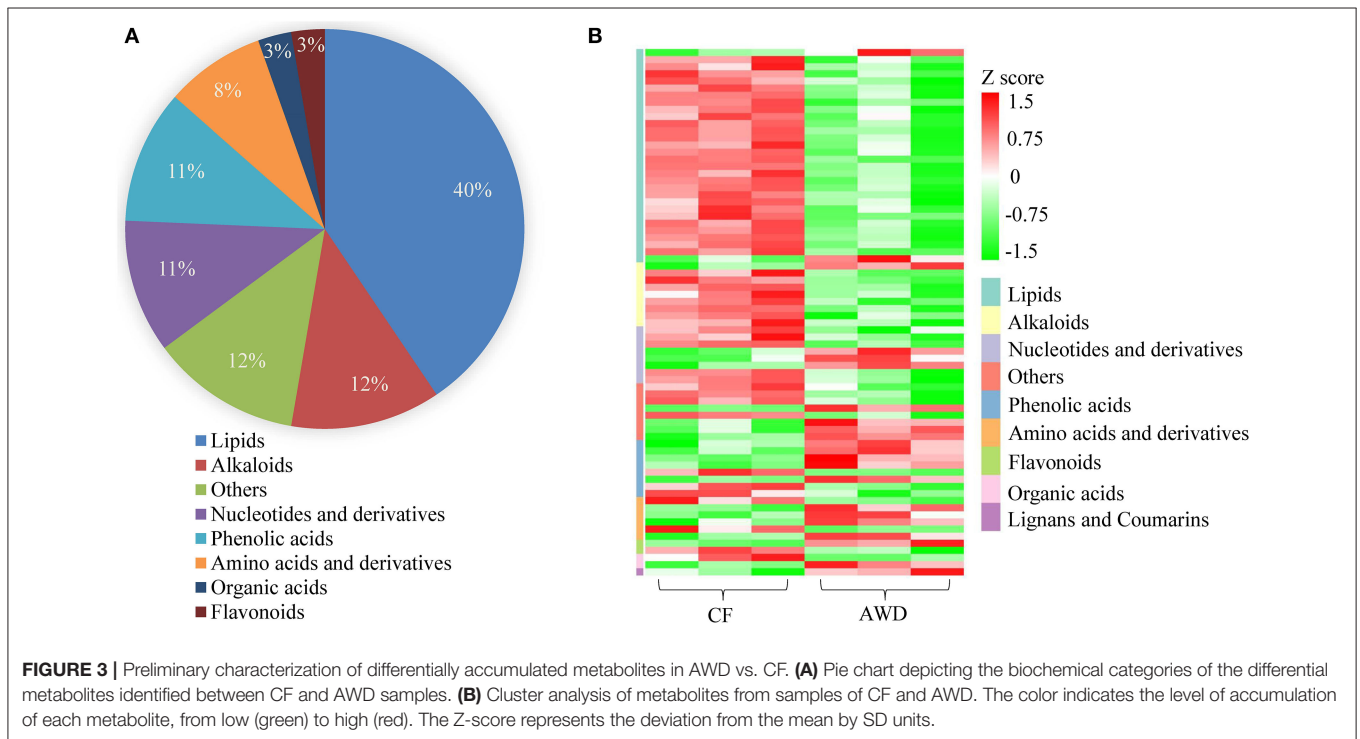 A
3%
3%
8%
11%
11%
12%
12%
40%
Lipids
Alkaloids
Others
Nucleotides and derivatives
Phenolic acids
Amino acids and derivatives
Organic acids
Flavonoids
B
CF
AWD
Z score
1.5
0.75
0
-0.75
-1.5
Lipids
Alkaloids
Nucleotides and derivatives
Others
Phenolic acids
Amino acids and derivatives
Flavonoids
Organic acids
Lignans and Coumarins
FIGURE 3 | Preliminary characterization of differentially accumulated metabolites in AWD vs. CF. (A) Pie chart depicting the biochemical categories of the differential
metabolites identified between CF and AWD samples. (B) Cluster analysis of metabolites from samples of CF and AWD. The color indicates the level of accumulation
of each metabolite, from low (green) to high (red). The Z-score represents the deviation from the mean by SD units.